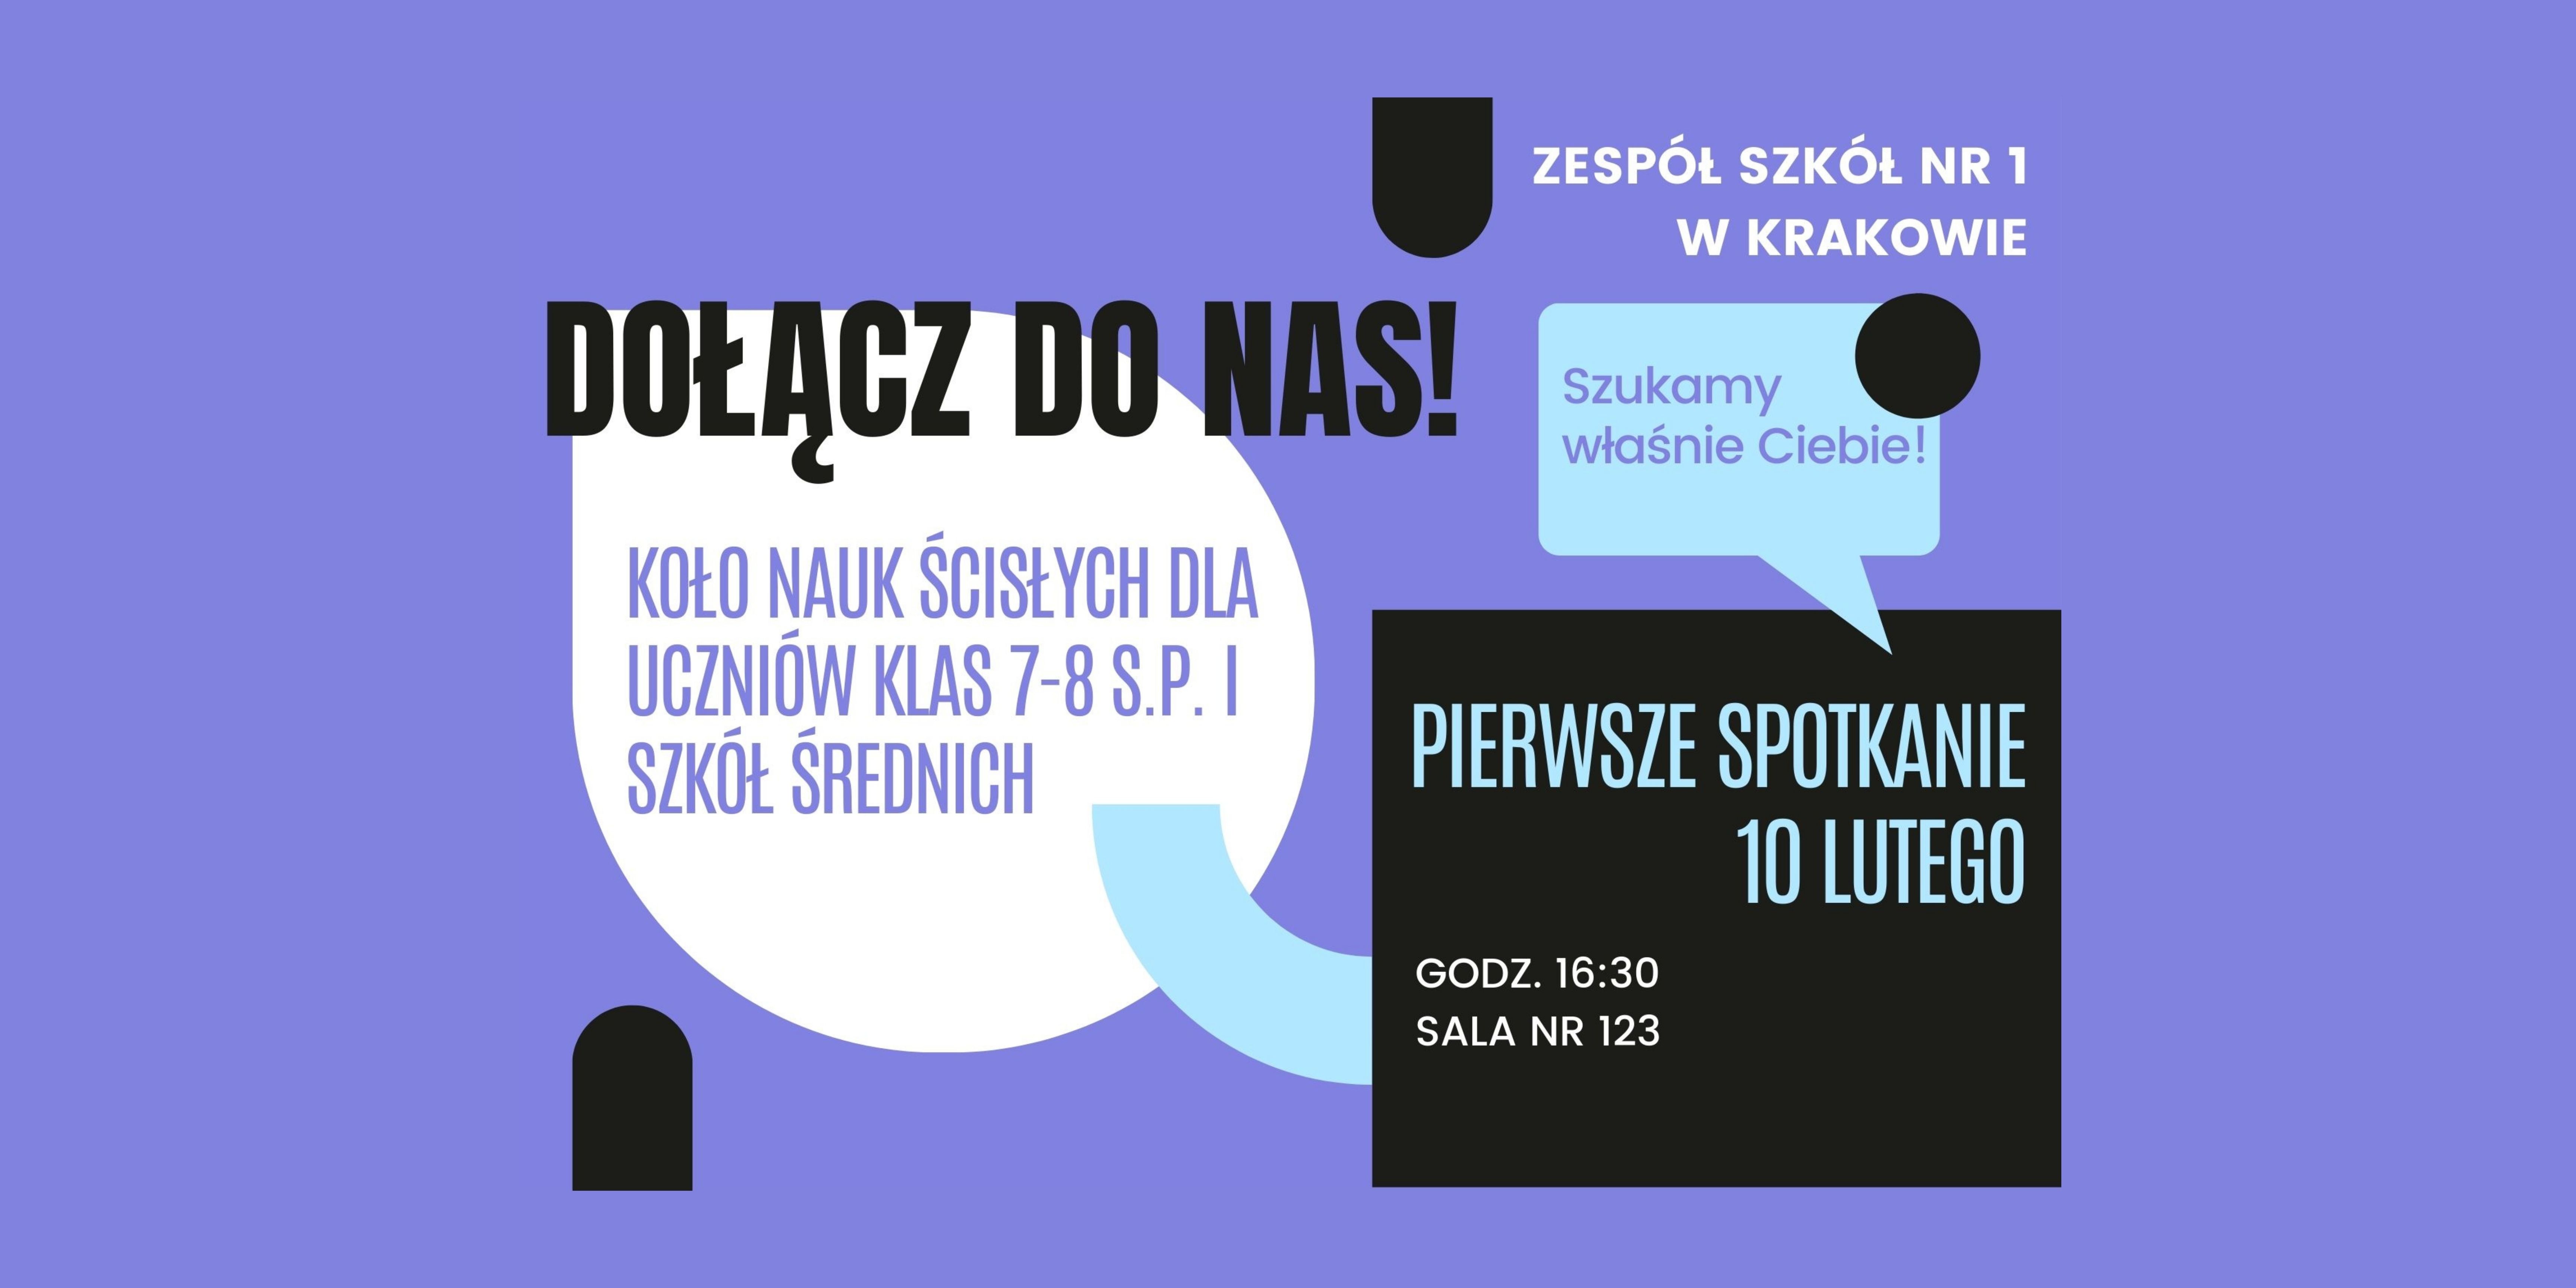 ZESPÓŁ SZKÓŁ NR 1
W KRAKOWIE
DOŁĄCZ DO NAS!
Szukamy
właśnie Ciebie!
KOŁO NAUK ŚCISŁYCH DLA
UCZNIÓW KLAS 7-8 S.P. I
SZKÓŁ ŚREDNICH
PIERWSZE SPOTKANIE
10 LUTEGO
GODZ. 16:30
SALA NR 123